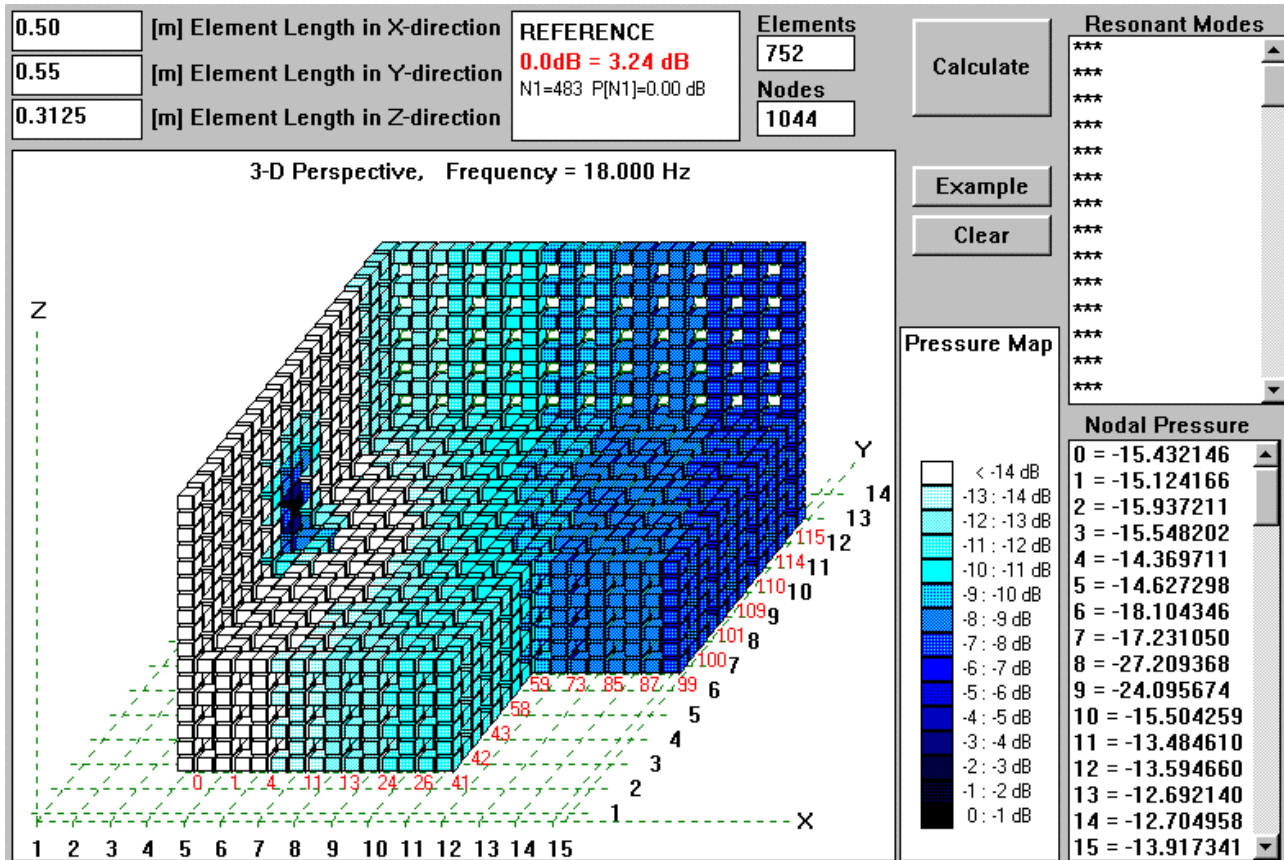 0.50 [m] Element Length in X-direction
0.55 [m] Element Length in Y-direction
0.3125 [m] Element Length in Z-direction
REFERENCE
0.0dB = 3.24 dB
N1=483 P[N1]=0.00 dB
Elements
752
Nodes
1044
Calculate
Example
Clear
Resonant Modes
***
***
***
***
***
***
***
***
***
***
***
***
***
***
3-D Perspective, Frequency = 18.000 Hz
Z
Y
X
14
13
12
11
10
9
8
7
6
5
4
3
2
1
115
114
110
109
101
100
59 73 85 87 99
58
43
42
0 1 4 11 13 24 26 41
1 2 3 4 5 6 7 8 9 10 11 12 13 14 15
Pressure Map
< -14 dB
-13 : -14 dB
-12 : -13 dB
-11 : -12 dB
-10 : -11 dB
-9 : -10 dB
-8 : -9 dB
-7 : -8 dB
-6 : -7 dB
-5 : -6 dB
-4 : -5 dB
-3 : -4 dB
-2 : -3 dB
-1 : -2 dB
0 : -1 dB
Nodal Pressure
0 = -15.432146
1 = -15.124166
2 = -15.937211
3 = -15.548202
4 = -14.369711
5 = -14.627298
6 = -18.104346
7 = -17.231050
8 = -27.209368
9 = -24.095674
10 = -15.504259
11 = -13.484610
12 = -13.594660
13 = -12.692140
14 = -12.704958
15 = -13.917341